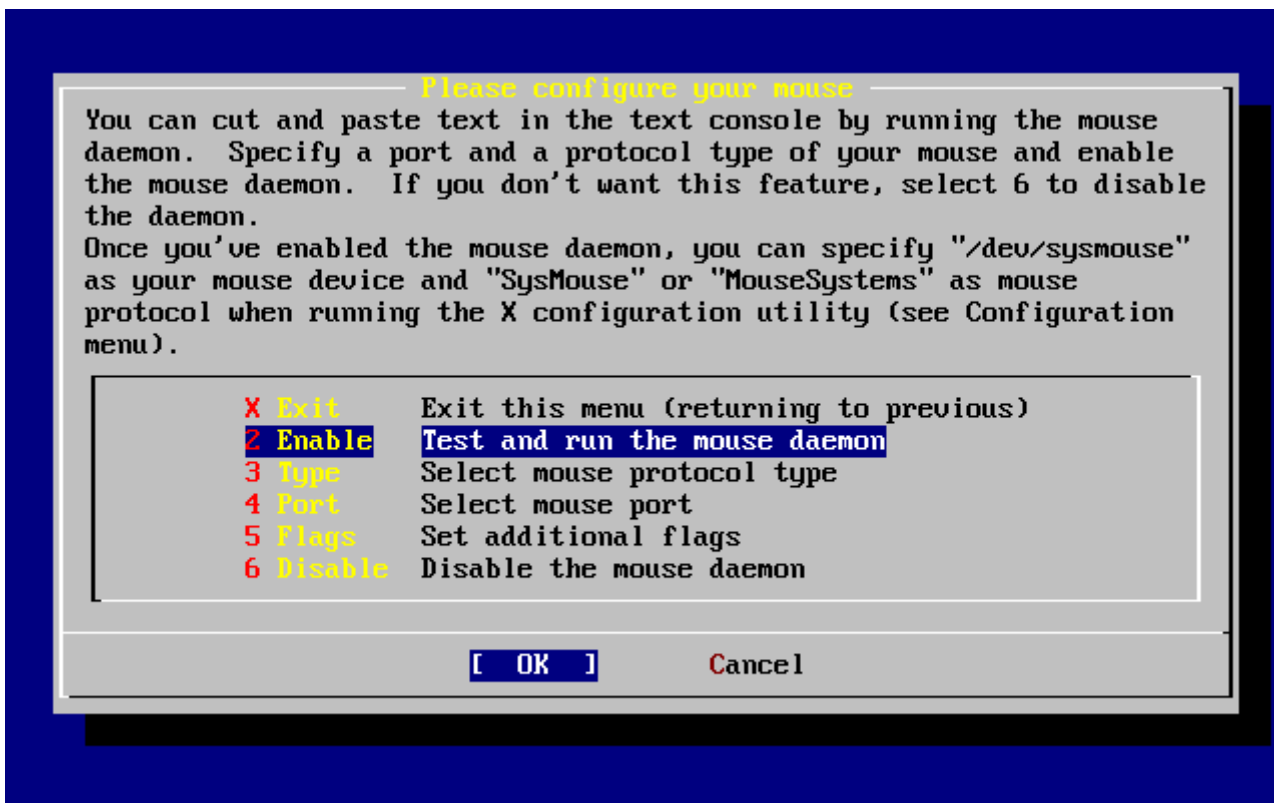 Please configure your mouse
You can cut and paste text in the text console by running the mouse
daemon.  Specify a port and a protocol type of your mouse and enable
the mouse daemon.  If you don't want this feature, select 6 to disable
the daemon.
Once you've enabled the mouse daemon, you can specify "/dev/sysmouse"
as your mouse device and "SysMouse" or "MouseSystems" as mouse
protocol when running the X configuration utility (see Configuration
menu).
X Exit     Exit this menu (returning to previous)
2 Enable   Test and run the mouse daemon
3 Type     Select mouse protocol type
4 Port     Select mouse port
5 Flags    Set additional flags
6 Disable  Disable the mouse daemon
[  OK  ]       Cancel